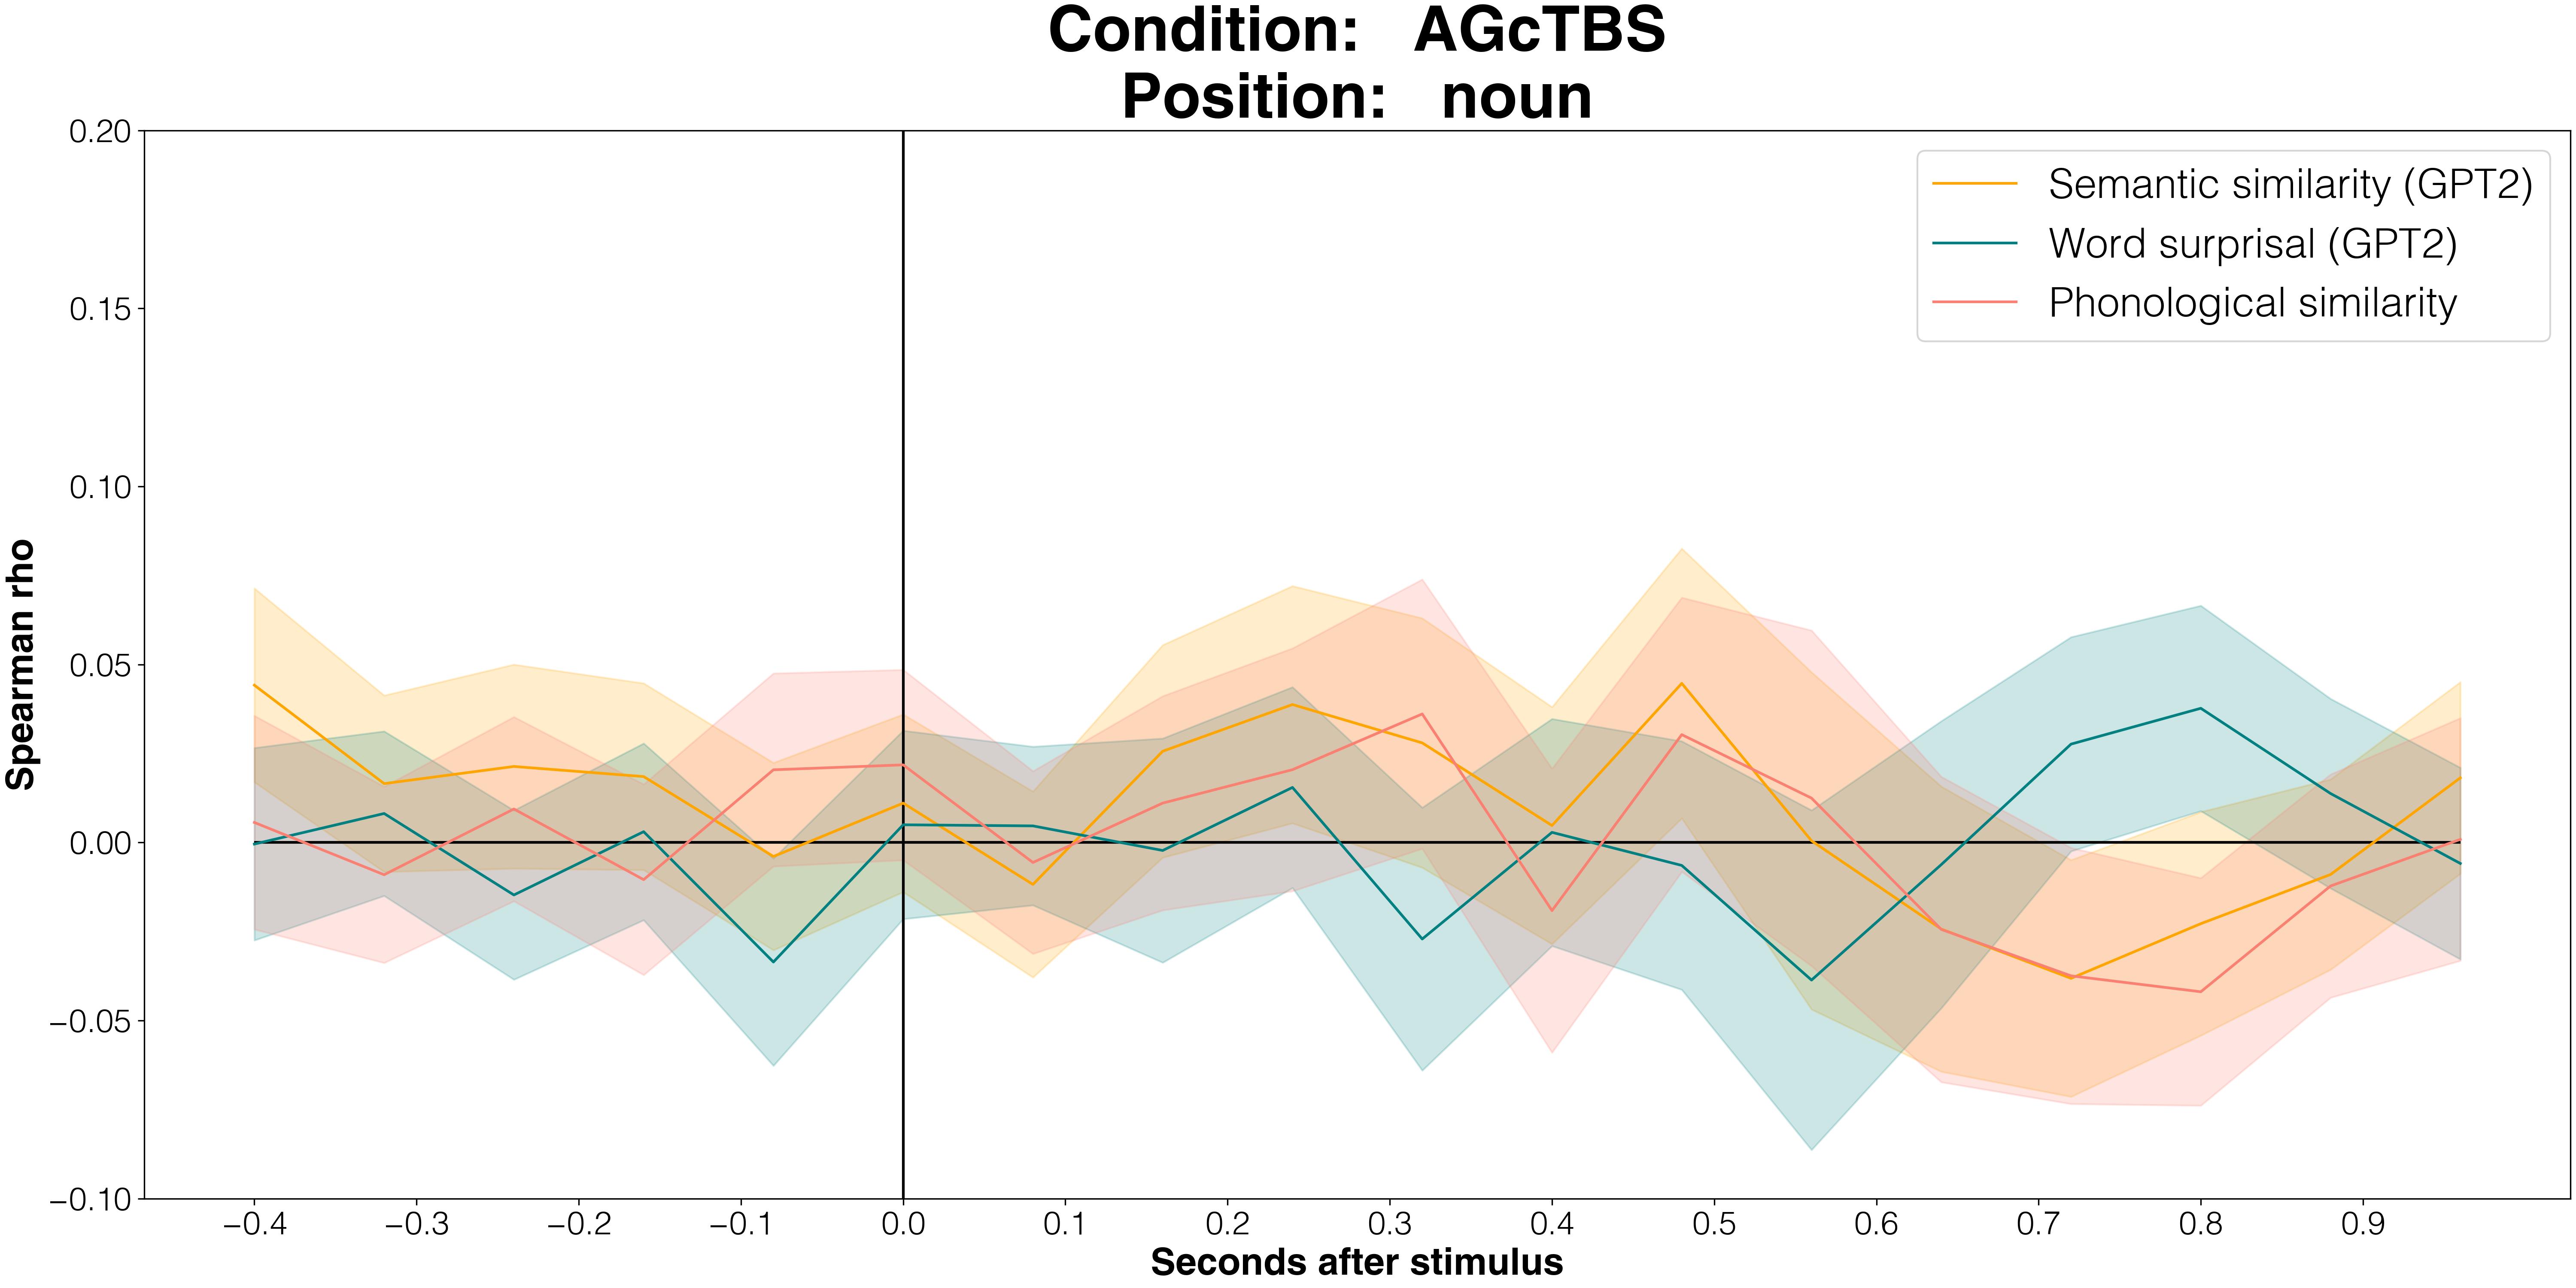 Condition:   AGcTBS
Position:   noun
0.20
0.15
0.10
0.05
0.00
−0.05
−0.10
Spearman rho
Semantic similarity (GPT2)
Word surprisal (GPT2)
Phonological similarity
−0.4 −0.3 −0.2 −0.1 0.0 0.1 0.2 0.3 0.4 0.5 0.6 0.7 0.8 0.9
Seconds after stimulus